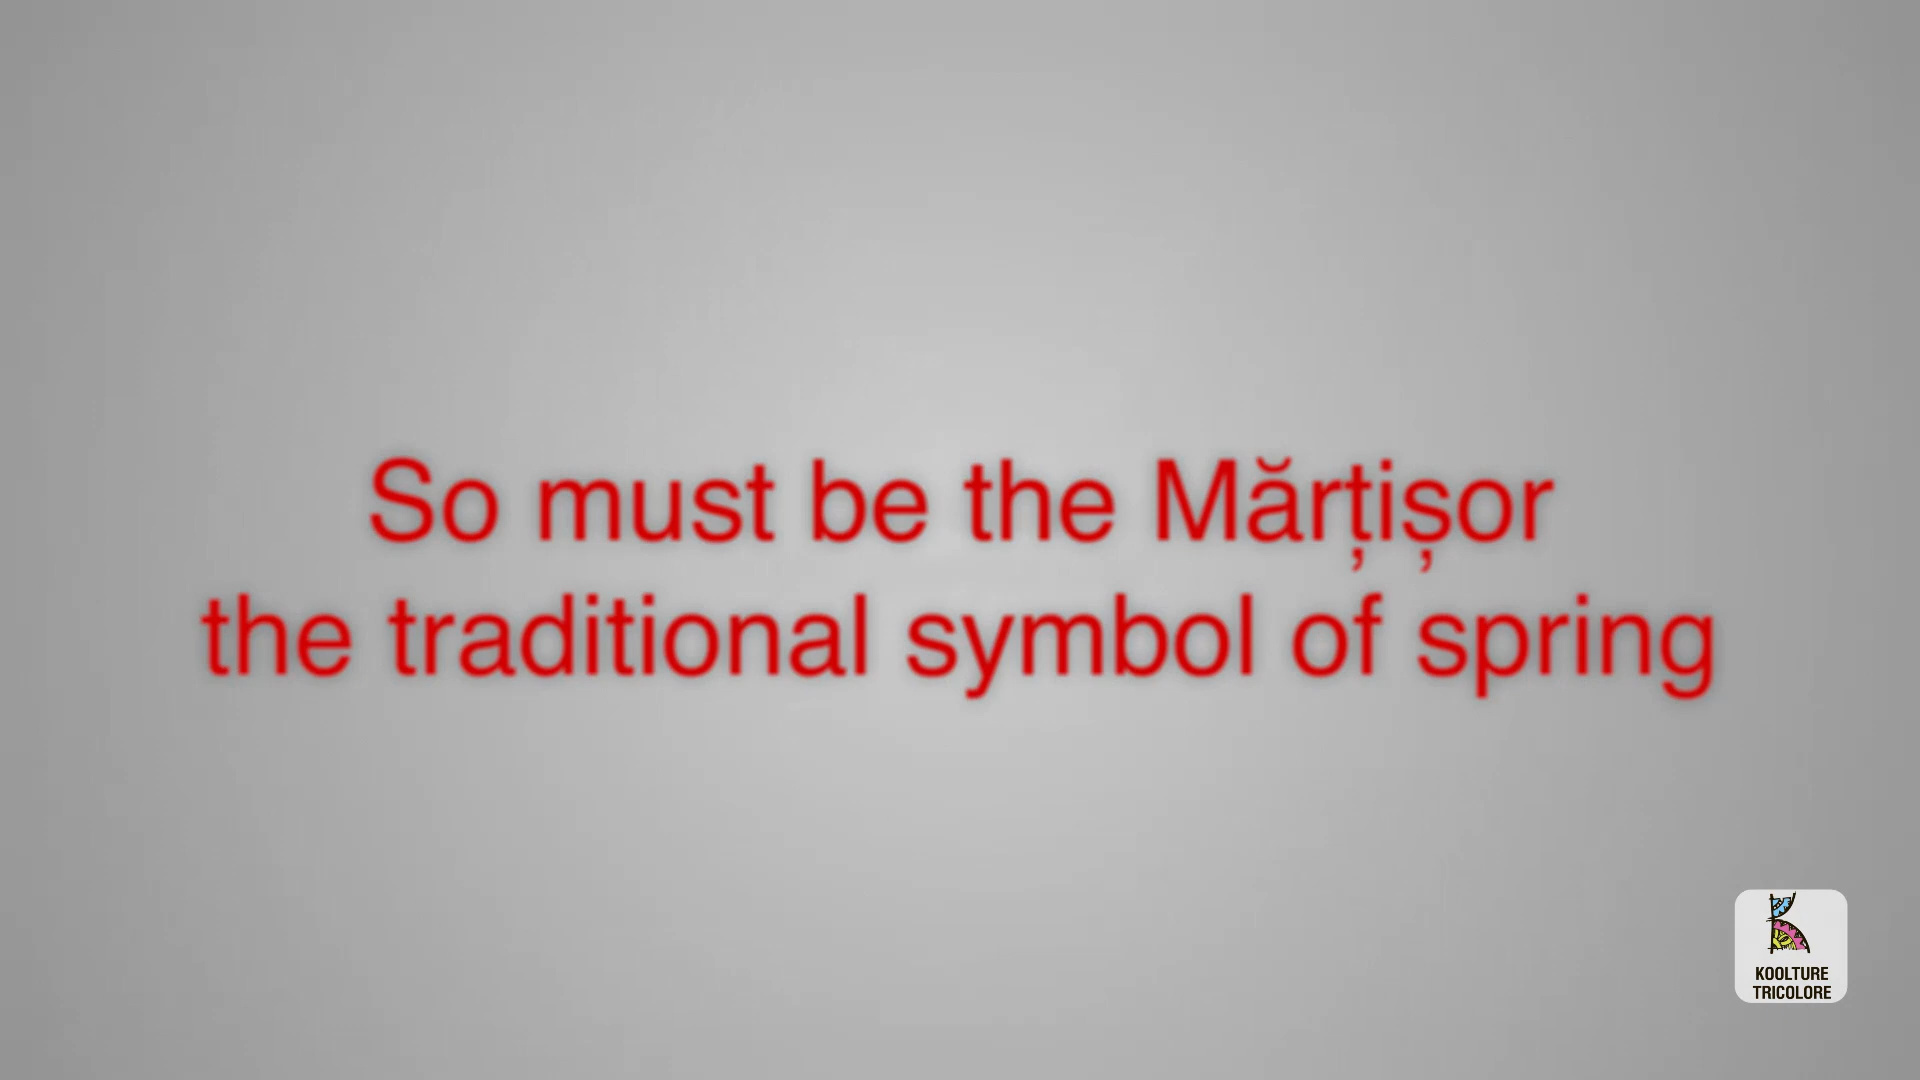 So must be the Mărțișor
the traditional symbol of spring
KOOLTURE
TRICOLORE